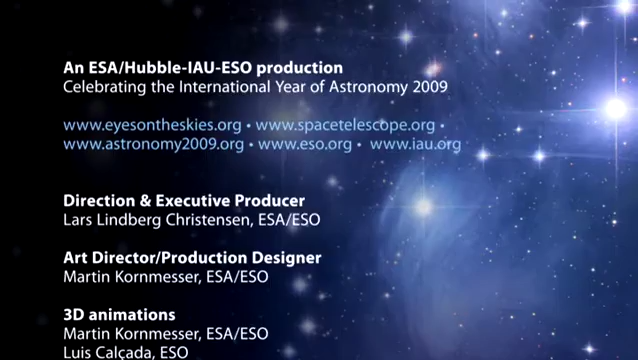 An ESA/Hubble-IAU-ESO production
Celebrating the International Year of Astronomy 2009
www.eyesontheskies.org • www.spacetelescope.org •
www.astronomy2009.org • www.eso.org • www.iau.org
Direction & Executive Producer
Lars Lindberg Christensen, ESA/ESO
Art Director/Production Designer
Martin Kornmesser, ESA/ESO
3D animations
Martin Kornmesser, ESA/ESO
Luis Calçada, ESO